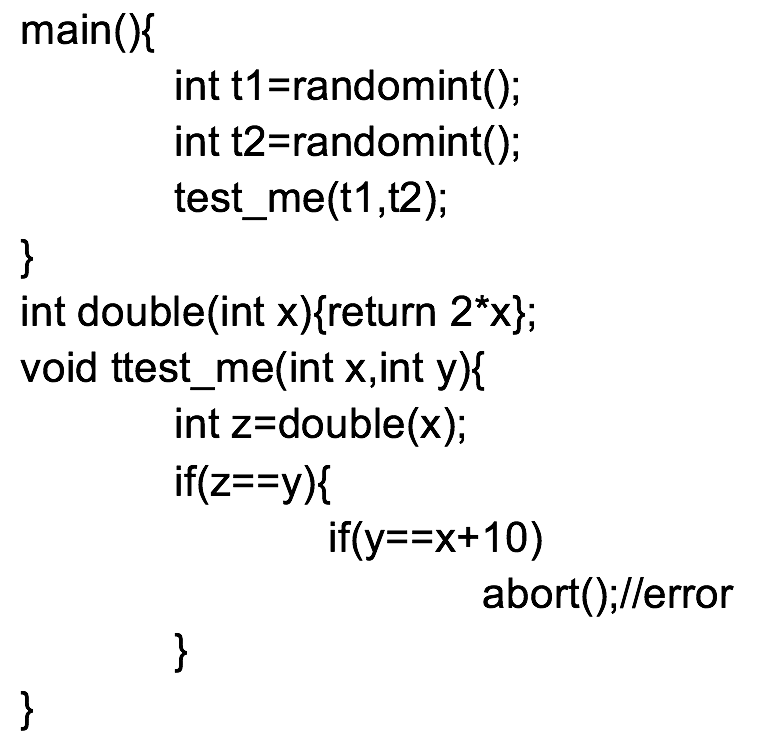 main(){
int t1=randomint();
int t2=randomint();
test_me(t1,t2);
}
int double(int x){return 2*x};
void ttest_me(int x,int y){
int z=double(x);
if(z==y){
if(y==x+10)
abort();//error
}
}